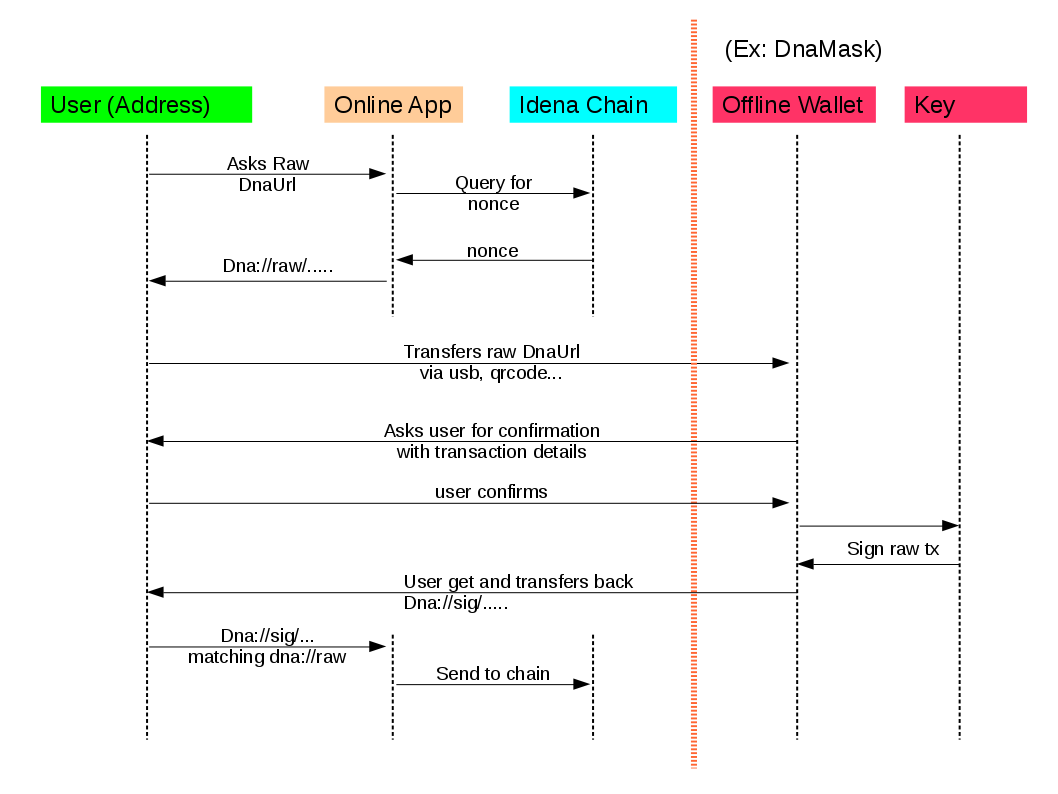 (Ex: DnaMask)
User (Address)
Online App
Idena Chain
Offline Wallet
Key
Asks Raw
DnaUrl
Query for
nonce
nonce
Dna://raw/.....
Transfers raw DnaUrl
via usb, qrcode...
Asks user for confirmation
with transaction details
user confirms
Sign raw tx
User get and transfers back
Dna://sig/.....
Dna://sig/...
matching dna://raw
Send to chain